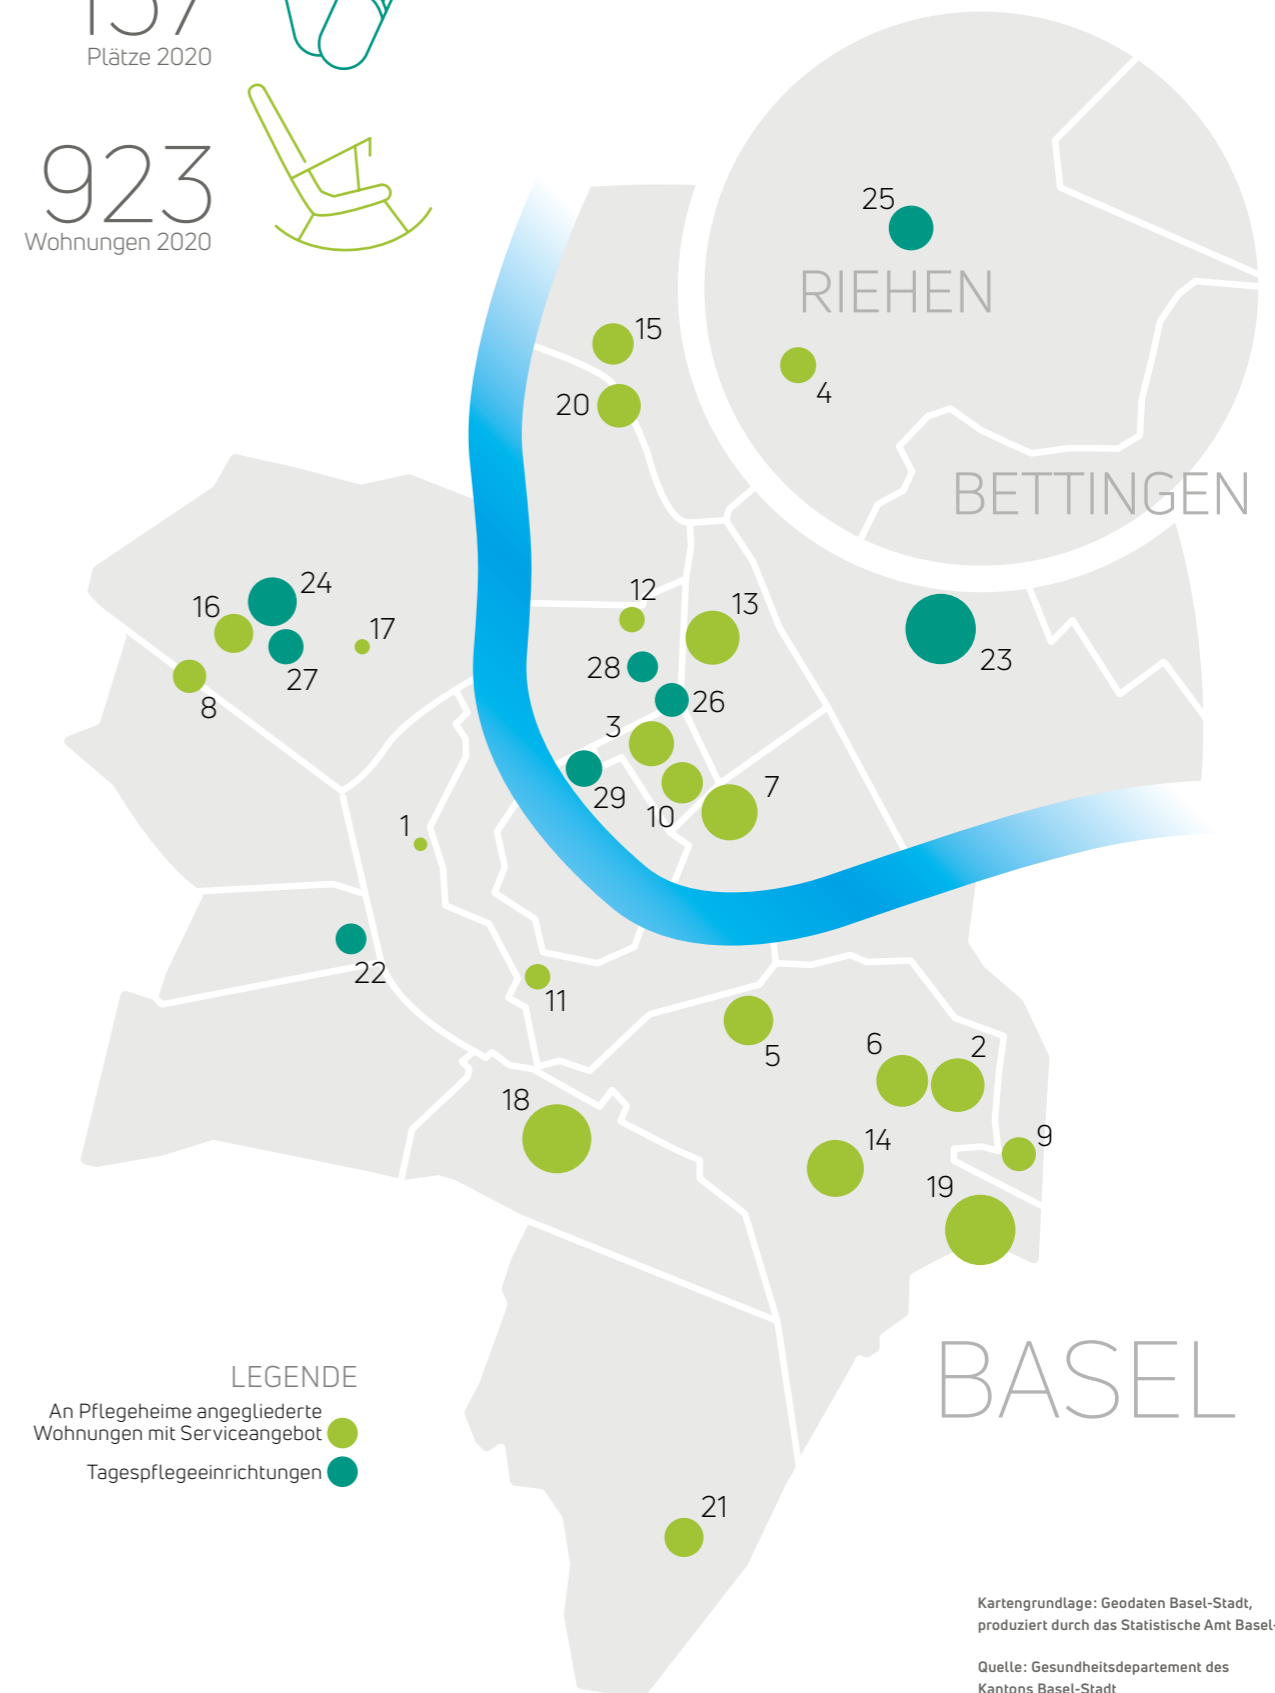 Plätze 2020
923
Wohnungen 2020
25
RIEHEN
15
4
20
BETTINGEN
24
12
13
16
17
28
23
27
26
8
3
29
7
10
1
22
11
5
6
2
18
14
9
19
BASEL
LEGENDE
An Pflegeheime angegliederte
Wohnungen mit Serviceangebot
Tagespflegeeinrichtungen
21
Kartengrundlage: Geodaten Basel-Stadt,
produziert durch das Statistische Amt Basel-
Quelle: Gesundheitsdepartement des
Kantons Basel-Stadt